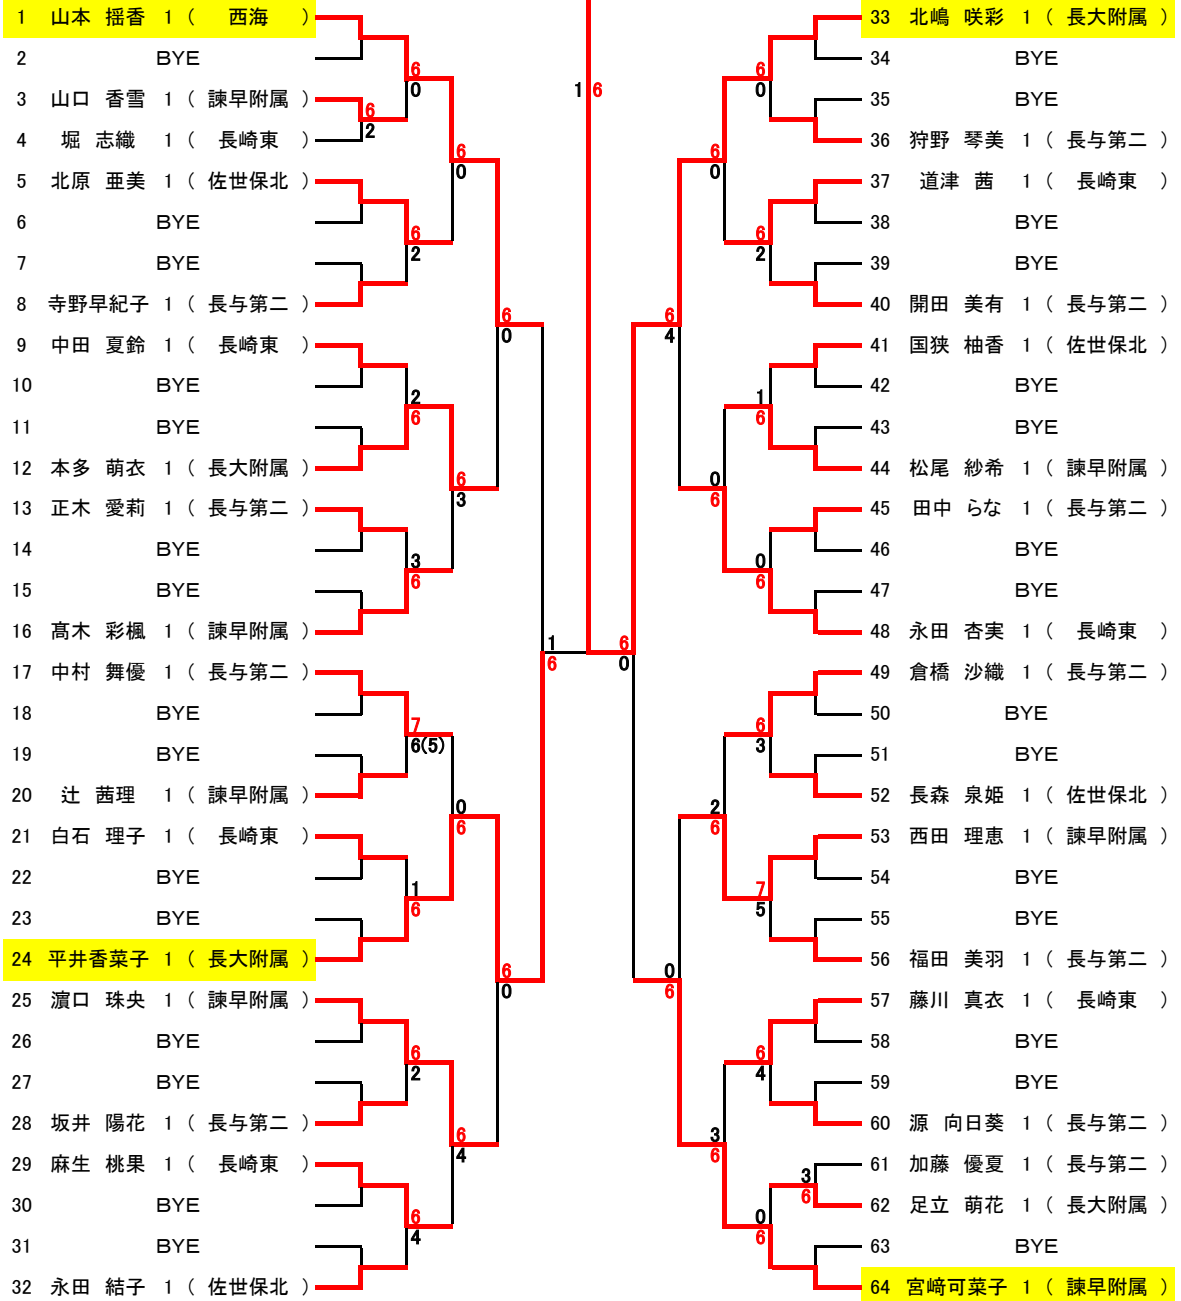 1 山本 揺香 1 ( 西海 )
2 BYE
3 山口 香雪 1 ( 諫早附属 )
4 堀 志織 1 ( 長崎東 )
5 北原 亜美 1 ( 佐世保北 )
6 BYE
7 BYE
8 寺野早紀子 1 ( 長与第二 )
9 中田 夏鈴 1 ( 長崎東 )
10 BYE
11 BYE
12 本多 萌衣 1 ( 長大附属 )
13 正木 愛莉 1 ( 長与第二 )
14 BYE
15 BYE
16 髙木 彩楓 1 ( 諫早附属 )
17 中村 舞優 1 ( 長与第二 )
18 BYE
19 BYE
20 辻 茜理 1 ( 諫早附属 )
21 白石 理子 1 ( 長崎東 )
22 BYE
23 BYE
24 平井香菜子 1 ( 長大附属 )
25 濵口 珠央 1 ( 諫早附属 )
26 BYE
27 BYE
28 坂井 陽花 1 ( 長与第二 )
29 麻生 桃果 1 ( 長崎東 )
30 BYE
31 BYE
32 永田 結子 1 ( 佐世保北 )
6
2
6
0
6
2
2
6
3
6
7
6(5)
1
6
6
2
6
4
6
0
6
3
0
6
6
4
6
0
6
0
1
6
1 6
6
0
6
4
0
6
6
0
0
6
2
6
3
6
6
0
6
2
1
6
0
6
6
3
7
5
6
4
0
6
3
6
33 北嶋 咲彩 1 ( 長大附属 )
34 BYE
35 BYE
36 狩野 琴美 1 ( 長与第二 )
37 道津 茜 1 ( 長崎東 )
38 BYE
39 BYE
40 開田 美有 1 ( 長与第二 )
41 国狭 柚香 1 ( 佐世保北 )
42 BYE
43 BYE
44 松尾 紗希 1 ( 諫早附属 )
45 田中 らな 1 ( 長与第二 )
46 BYE
47 BYE
48 永田 杏実 1 ( 長崎東 )
49 倉橋 沙織 1 ( 長与第二 )
50 BYE
51 BYE
52 長森 泉姫 1 ( 佐世保北 )
53 西田 理恵 1 ( 諫早附属 )
54 BYE
55 BYE
56 福田 美羽 1 ( 長与第二 )
57 藤川 真衣 1 ( 長崎東 )
58 BYE
59 BYE
60 源 向日葵 1 ( 長与第二 )
61 加藤 優夏 1 ( 長与第二 )
62 足立 萌花 1 ( 長大附属 )
63 BYE
64 宮﨑可菜子 1 ( 諫早附属 )